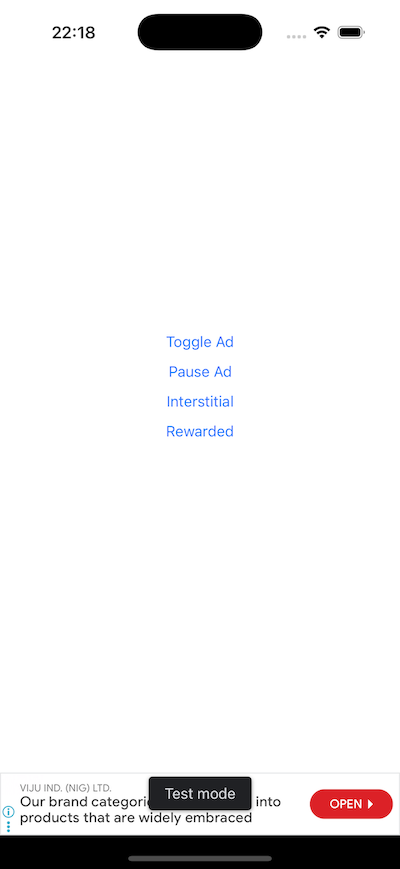 22:18
Toggle Ad
Pause Ad
Interstitial
Rewarded
VIJU IND. (NIG) LTD.
Our brand categori into
products that are widely embraced
Test mode
OPEN